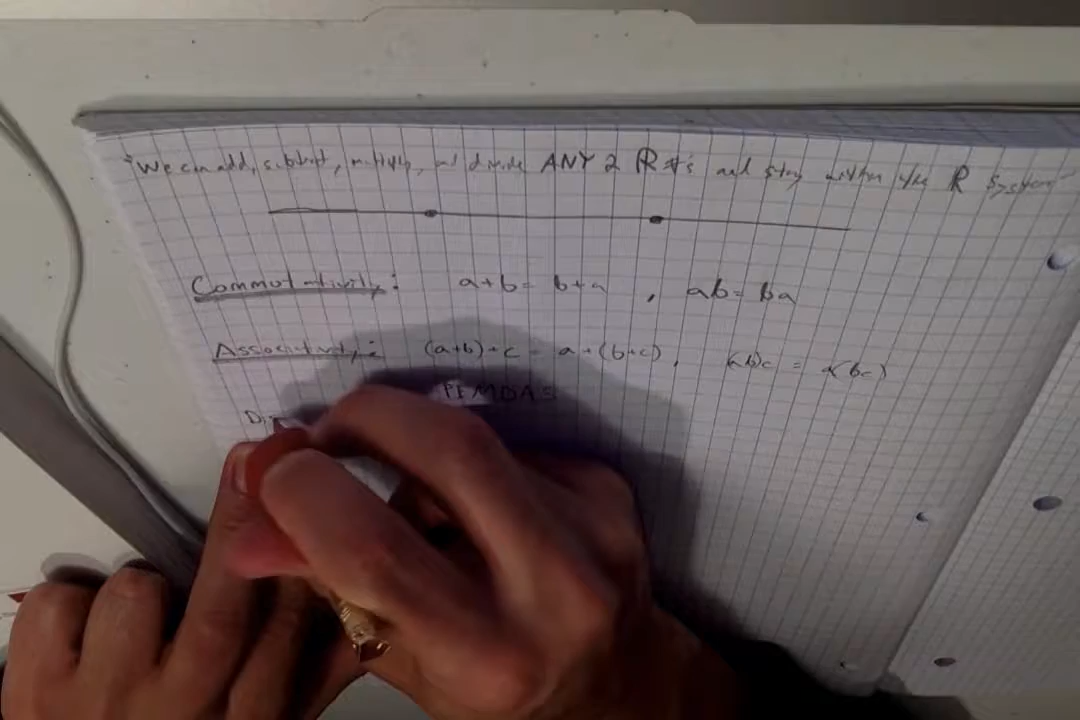 "We can add, subtract, multiply, and divide ANY 2 ℝ #'s and stay within the ℝ system
Commutativity: a+b = b+a , ab = ba
Associativity: (a+b)+c = a+(b+c), (ab)c = a(bc)
PEMDAS
Dis